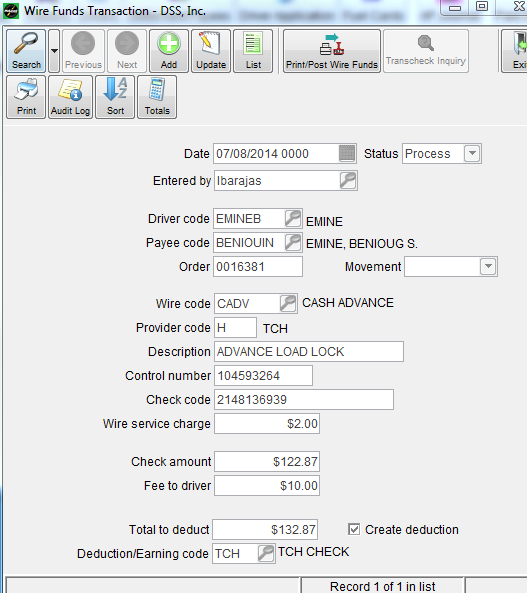 Wire Funds Transaction - DSS, Inc.
Search Previous Next Add Update List Print/Post Wire Funds Transcheck Inquiry Exi
Print Audit Log Sort Totals
Date 07/08/2014 0000 Status Process
Entered by lbarajas
Driver code EMINEB EMINE
Payee code BENIOUIN EMINE, BENIOUG S.
Order 0016381 Movement
Wire code CADV CASH ADVANCE
Provider code H TCH
Description ADVANCE LOAD LOCK
Control number 104593264
Check code 2148136939
Wire service charge $2.00
Check amount $122.87
Fee to driver $10.00
Total to deduct $132.87 Create deduction
Deduction/Earning code TCH TCH CHECK
Record 1 of 1 in list